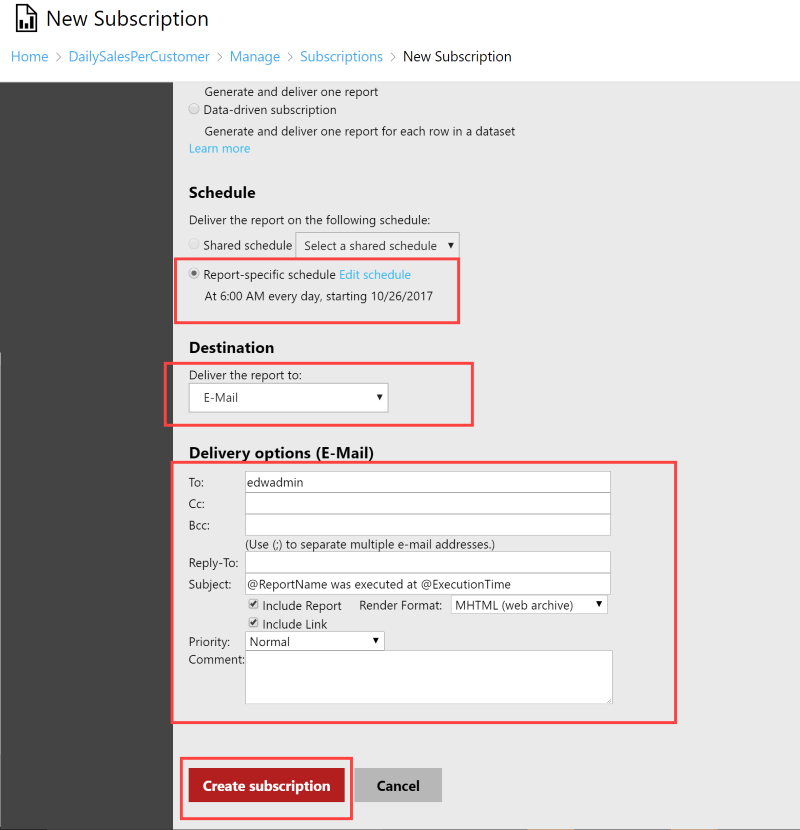 New Subscription
Home > DailySalesPerCustomer > Manage > Subscriptions > New Subscription
Generate and deliver one report
Data-driven subscription
Generate and deliver one report for each row in a dataset
Learn more
Schedule
Deliver the report on the following schedule:
Shared schedule Select a shared schedule
Report-specific schedule Edit schedule
At 6:00 AM every day, starting 10/26/2017
Destination
Deliver the report to:
E-Mail
Delivery options (E-Mail)
To: edwadmin
Cc:
Bcc:
(Use (;) to separate multiple e-mail addresses.)
Reply-To:
Subject: @ReportName was executed at @ExecutionTime
Include Report Render Format: MHTML (web archive)
Include Link
Priority: Normal
Comment:
Create subscription Cancel